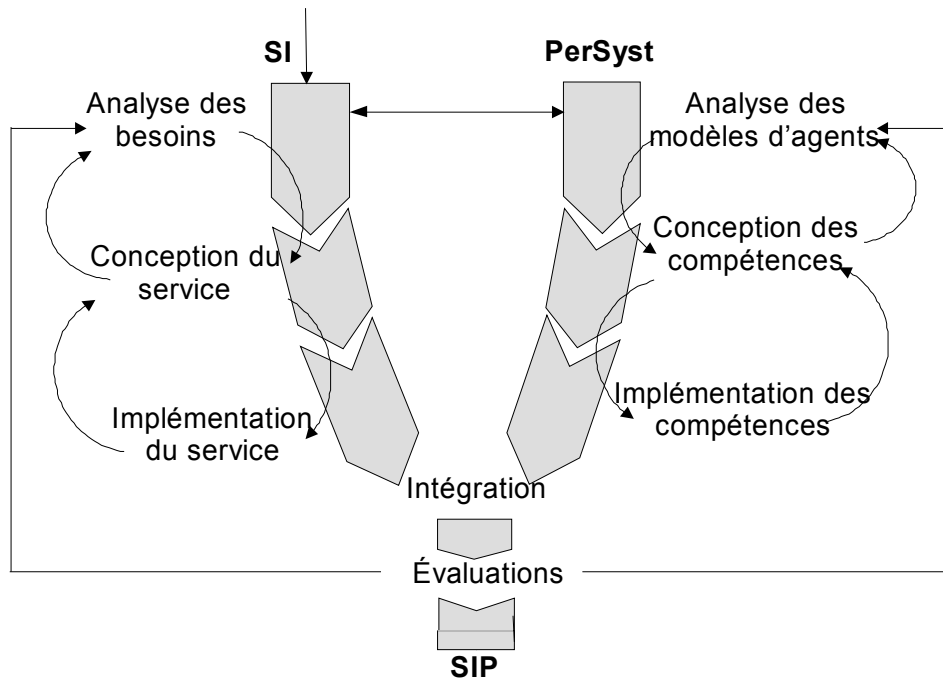 SI
PerSyst
Analyse des
besoins
Analyse des
modèles d'agents
Conception du
service
Conception des
compétences
Implémentation
du service
Implémentation des
compétences
Intégration
Évaluations
SIP